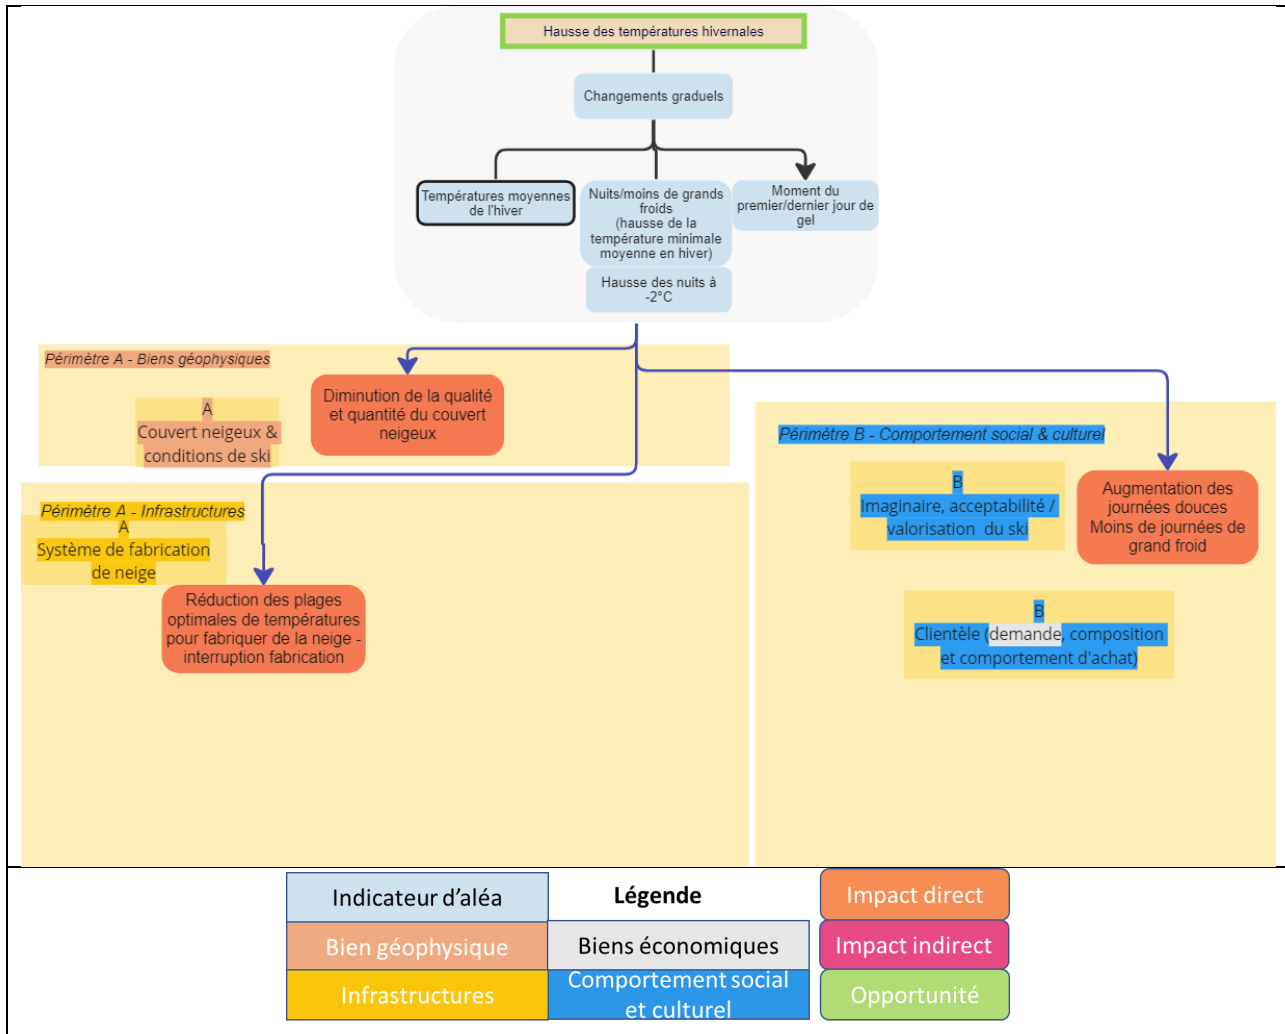 Hausse des températures hivernales
Changements graduels
Températures moyennes
de l'hiver
Nuits/moins de grands
froids
(hausse de la
température minimale
moyenne en hiver)
Moment du
premier/dernier jour de
gel
Hausse des nuits à
-2°C
Périmètre A - Biens géophysiques
A
Couvert neigeux &
conditions de ski
Diminution de la qualité
et quantité du couvert
neigeux
Périmètre A - Infrastructures
A
Système de fabrication
de neige
Réduction des plages
optimales de températures
pour fabriquer de la neige -
interruption fabrication
Périmètre B - Comportement social & culturel
B
Imaginaire, acceptabilité /
valorisation du ski
Augmentation des
journées douces
Moins de journées de
grand froid
B
Clientèle (demande, composition
et comportement d'achat)
Légende
Indicateur d'aléa
Bien géophysique
Infrastructures
Biens économiques
Comportement social
et culturel
Impact direct
Impact indirect
Opportunité